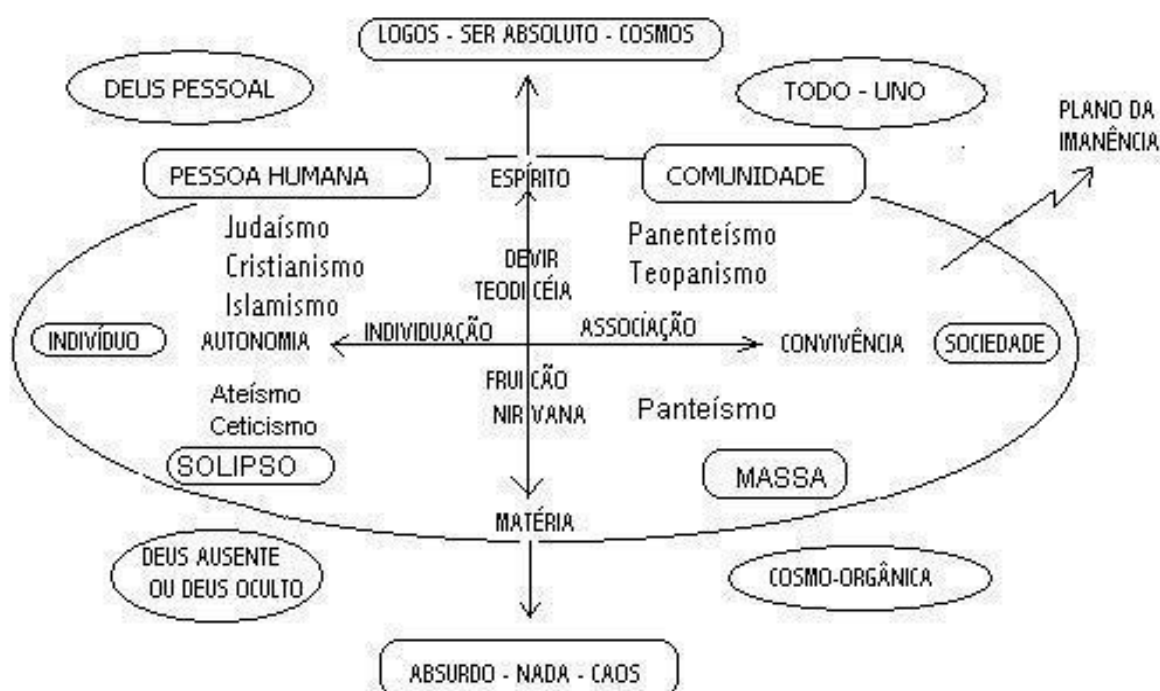 LOGOS - SER ABSOLUTO - COSMOS
DEUS PESSOAL
TODO - UNO
PLANO DA
IMANÊNCIA
PESSOA HUMANA
ESPÍRITO
COMUNIDADE
Judaísmo
Cristianismo
Islamismo
DEVIR
TEODICÉIA
Panenteísmo
Teopanismo
INDIVÍDUO
AUTONOMIA
INDIVIDUAÇÃO
ASSOCIAÇÃO
CONVIVÊNCIA
SOCIEDADE
Ateísmo
Ceticismo
FRUICÃO
NIRVANA
Panteísmo
SOLIPSO
MASSA
MATÉRIA
DEUS AUSENTE
OU DEUS OCULTO
COSMO-ORGÂNICA
ABSURDO - NADA - CAOS